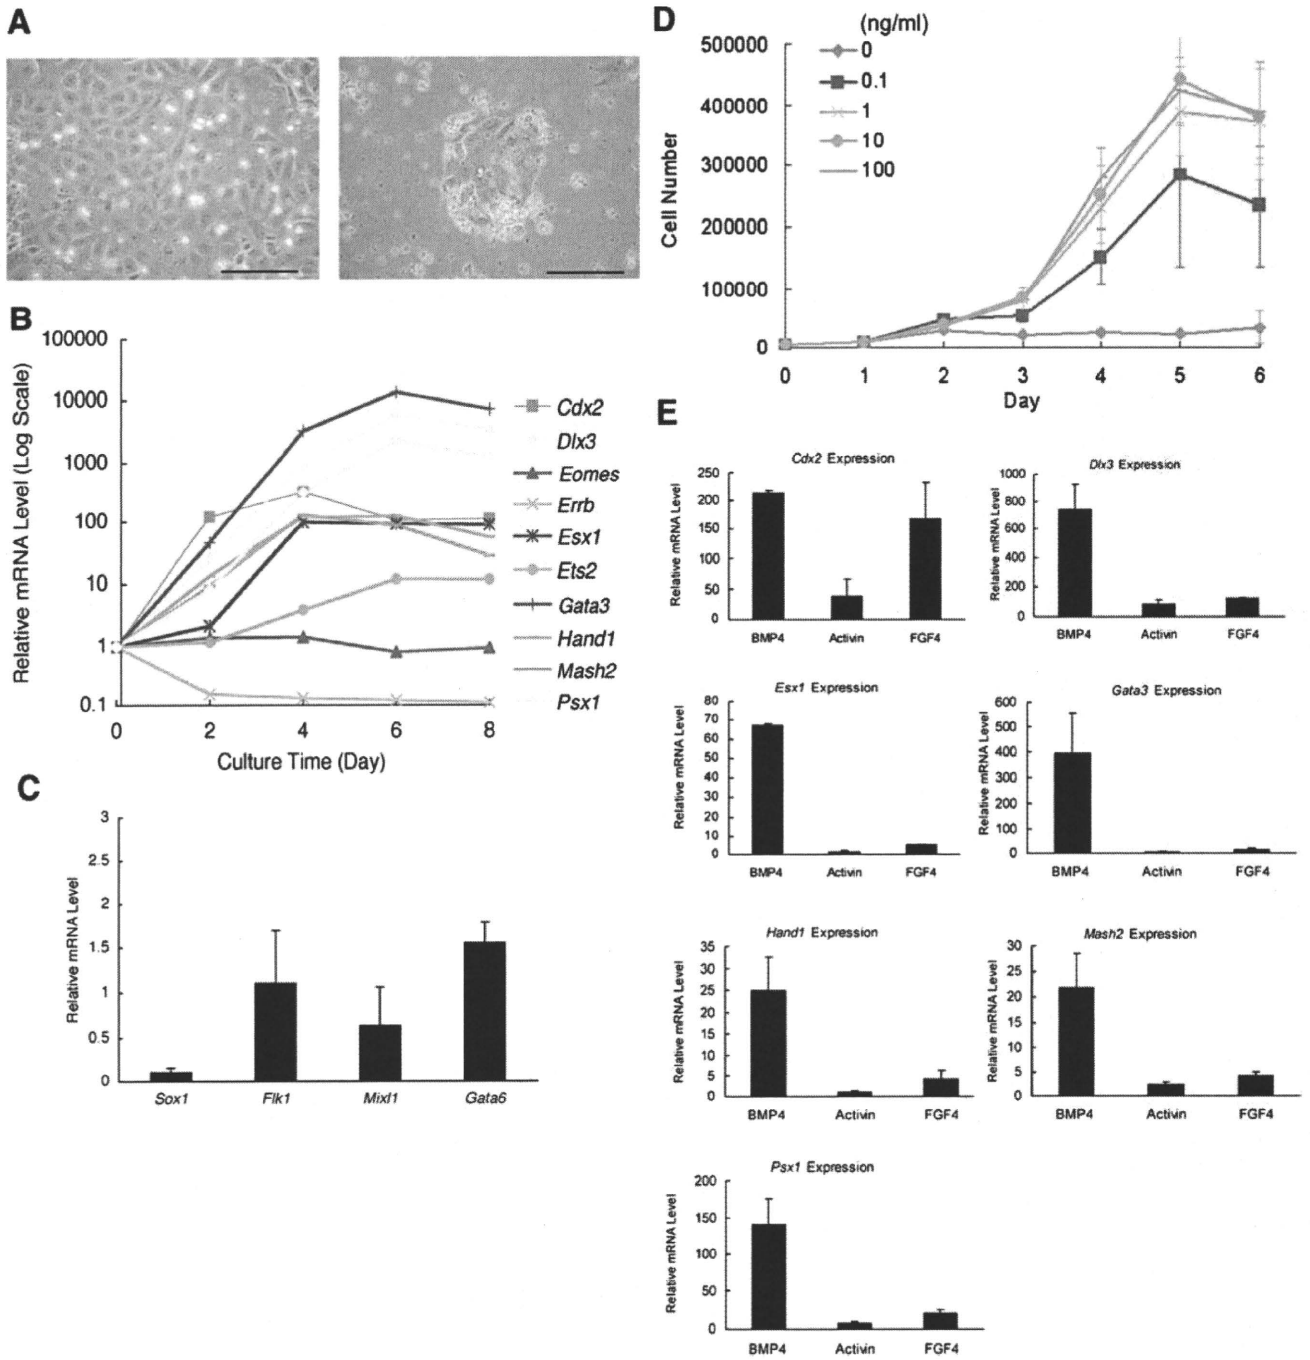 A
B
Relative mRNA Level (Log Scale)
100000
10000
1000
100
10
1
0.1
0
2
4
6
8
Culture Time (Day)
Cdx2
Dlx3
Eomes
Errb
Esx1
Ets2
Gata3
Hand1
Mash2
Psx1
C
Relative mRNA Level
3
2.5
2
1.5
1
0.5
0
Sox1
Flk1
Mixl1
Gata6
D
(ng/ml)
0
0.1
1
10
100
Cell Number
500000
400000
300000
200000
100000
0
0
1
2
3
4
5
6
Day
E
Cdx2 Expression
Relative mRNA Level
250
200
150
100
50
0
BMP4
Activin
FGF4
Dlx3 Expression
Relative mRNA Level
1000
800
600
400
200
0
BMP4
Activin
FGF4
Esx1 Expression
Relative mRNA Level
80
70
60
50
40
30
20
10
0
BMP4
Activin
FGF4
Gata3 Expression
Relative mRNA Level
600
500
400
300
200
100
0
BMP4
Activin
FGF4
Hand1 Expression
Relative mRNA Level
35
30
25
20
15
10
5
0
BMP4
Activin
FGF4
Mash2 Expression
Relative mRNA Level
30
25
20
15
10
5
0
BMP4
Activin
FGF4
Psx1 Expression
Relative mRNA Level
200
150
100
50
0
BMP4
Activin
FGF4